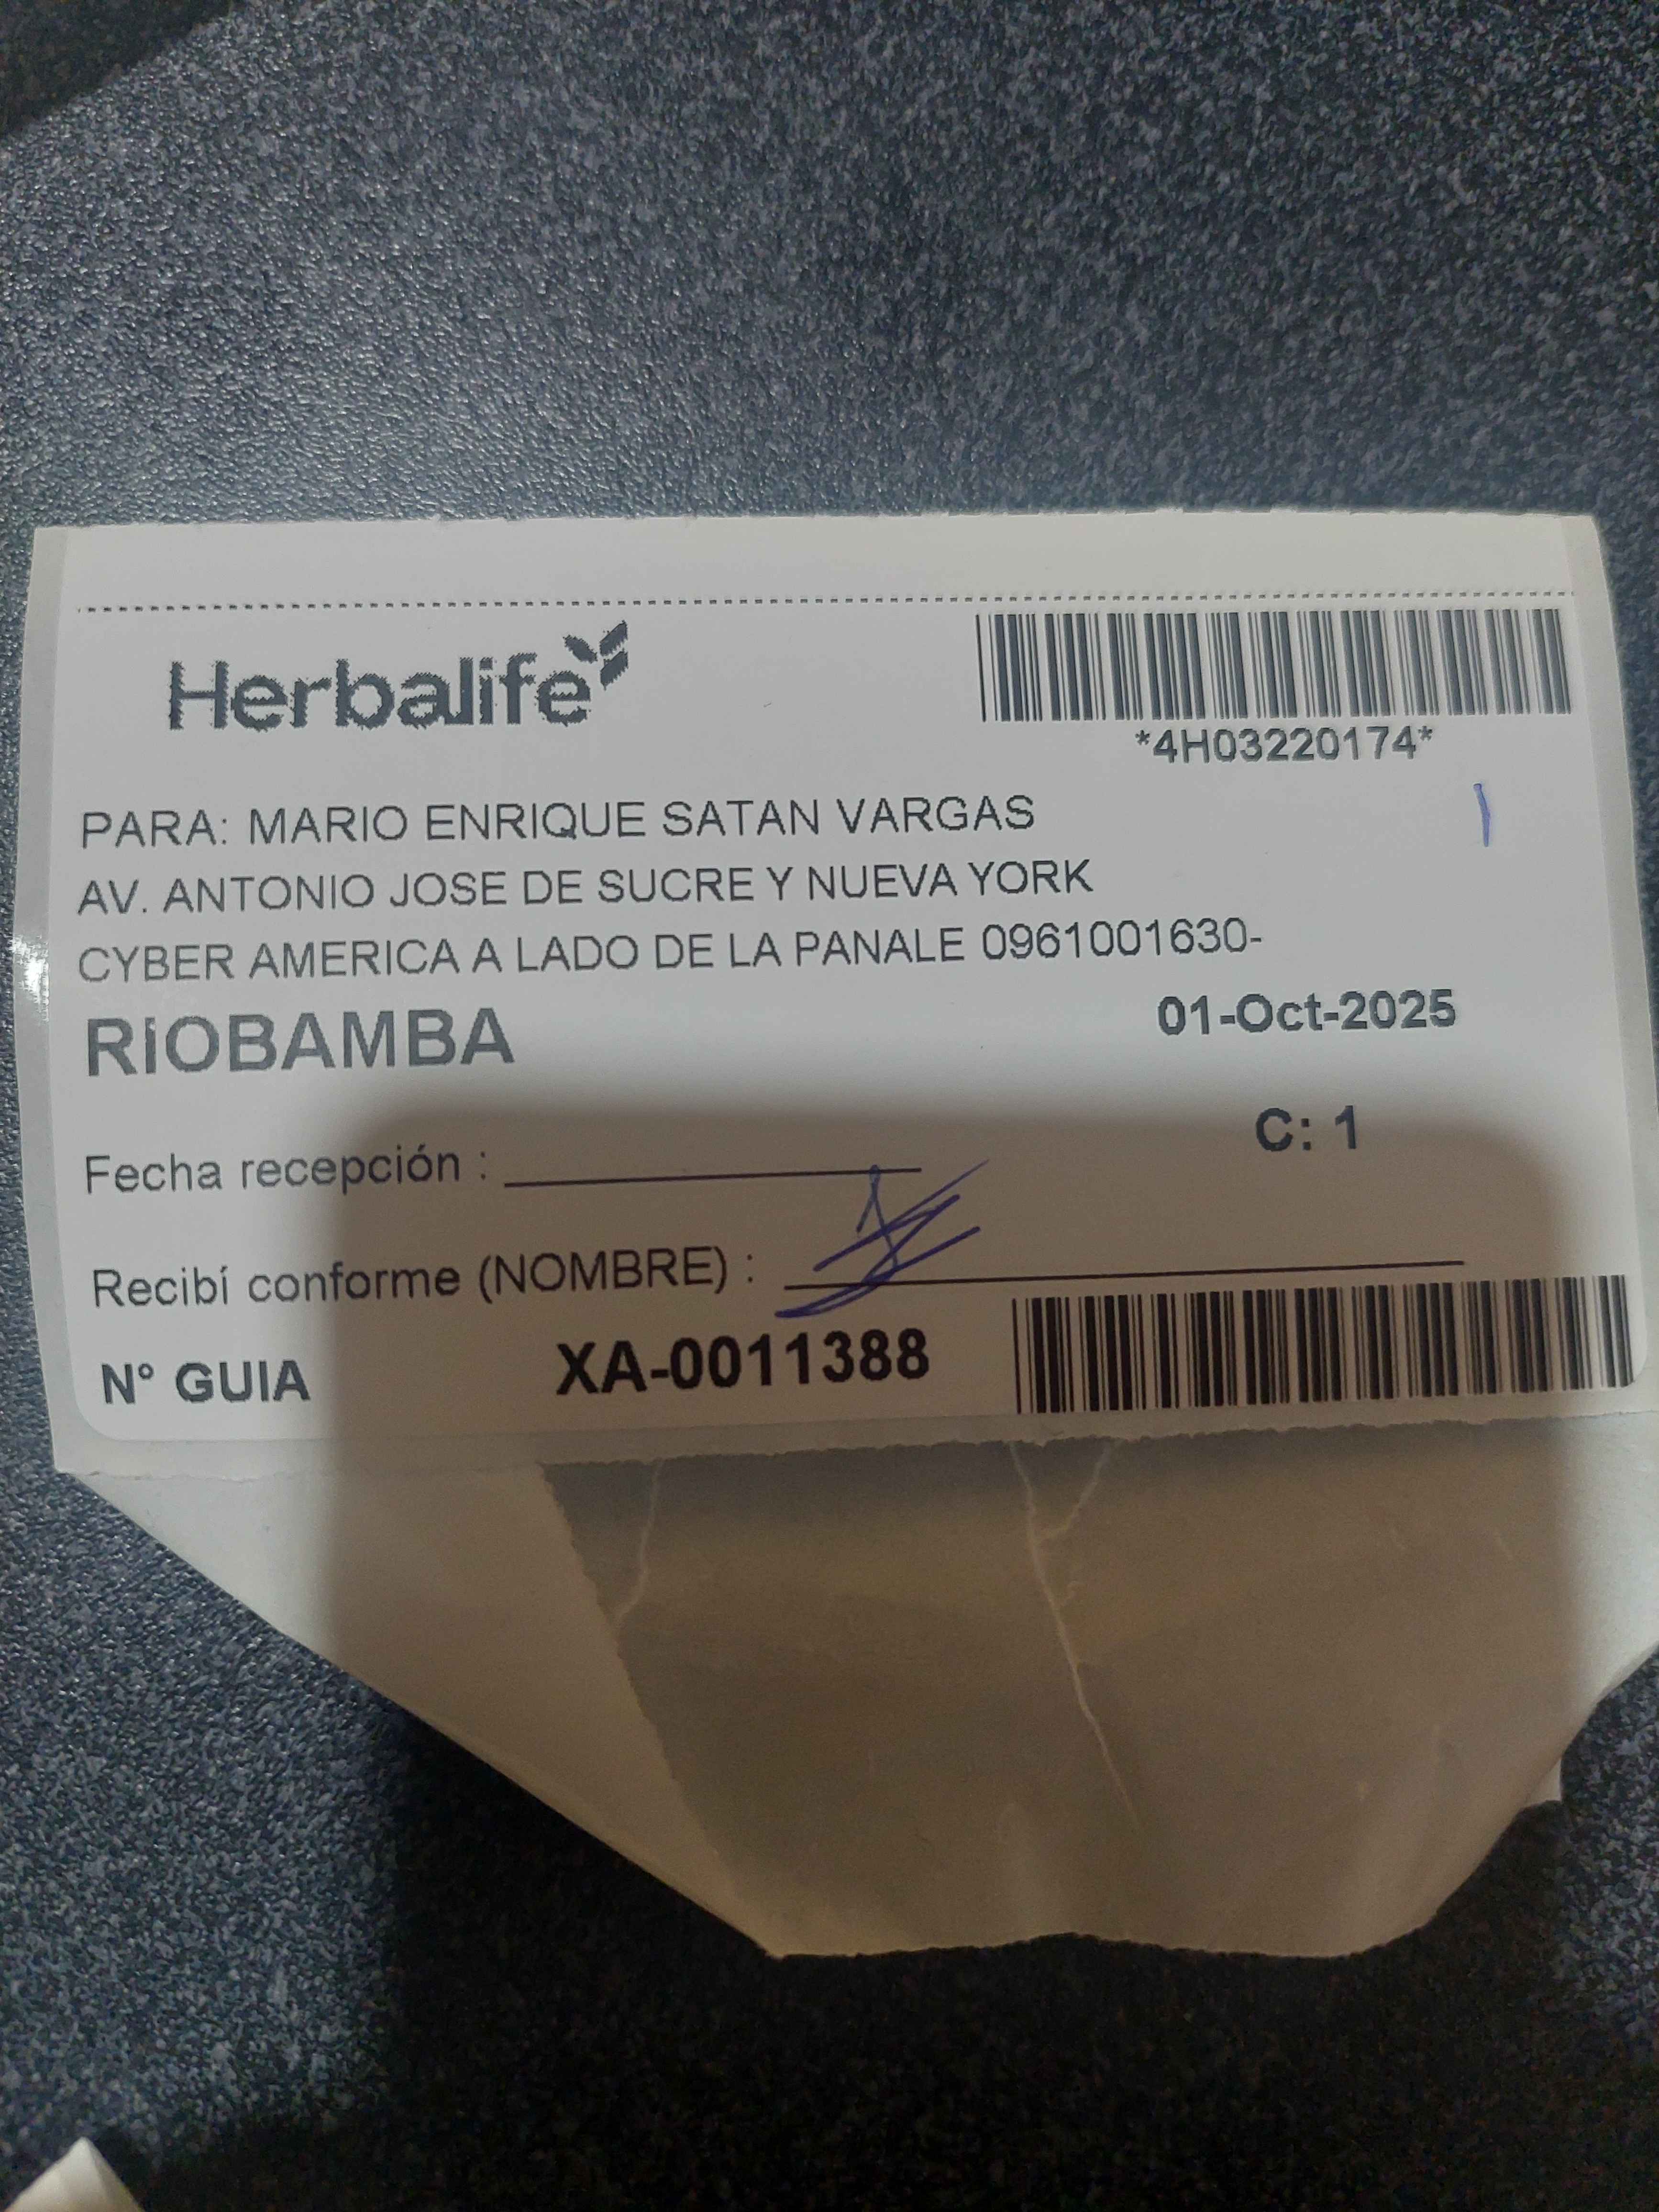 Herbalife
*4H03220174*
PARA: MARIO ENRIQUE SATAN VARGAS
AV. ANTONIO JOSE DE SUCRE Y NUEVA YORK
CYBER AMERICA A LADO DE LA PANALE 0961001630-
RIOBAMBA
01-Oct-2025
C: 1
Fecha recepción :
Recibí conforme (NOMBRE) :
N° GUIA XA-0011388